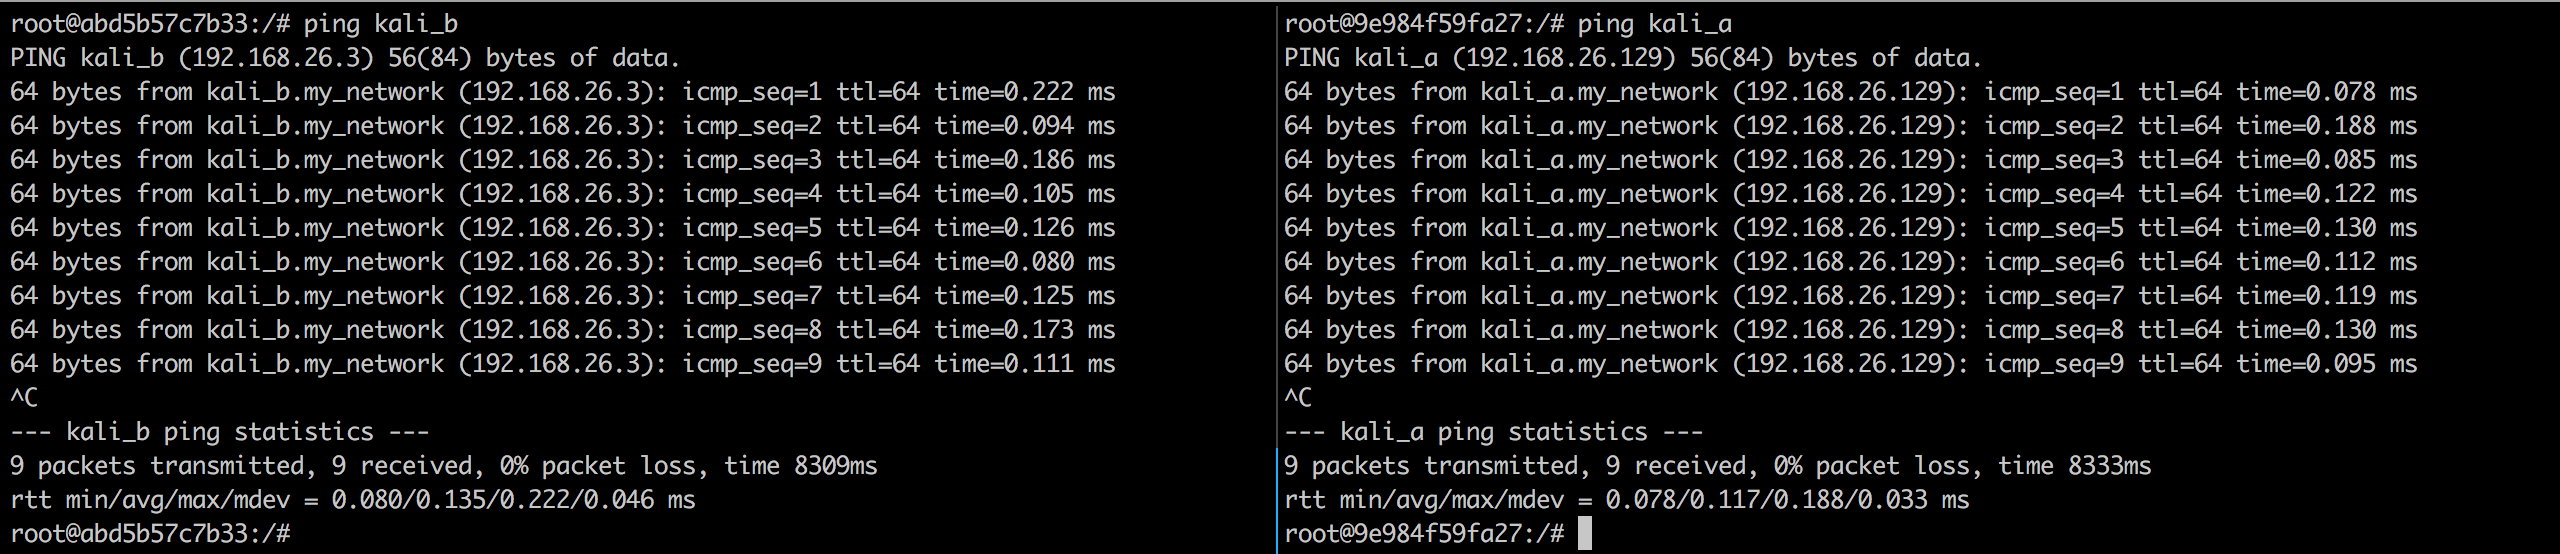 root@abd5b57c7b33:/# ping kali_b
PING kali_b (192.168.26.3) 56(84) bytes of data.
64 bytes from kali_b.my_network (192.168.26.3): icmp_seq=1 ttl=64 time=0.222 ms
64 bytes from kali_b.my_network (192.168.26.3): icmp_seq=2 ttl=64 time=0.094 ms
64 bytes from kali_b.my_network (192.168.26.3): icmp_seq=3 ttl=64 time=0.186 ms
64 bytes from kali_b.my_network (192.168.26.3): icmp_seq=4 ttl=64 time=0.105 ms
64 bytes from kali_b.my_network (192.168.26.3): icmp_seq=5 ttl=64 time=0.126 ms
64 bytes from kali_b.my_network (192.168.26.3): icmp_seq=6 ttl=64 time=0.080 ms
64 bytes from kali_b.my_network (192.168.26.3): icmp_seq=7 ttl=64 time=0.125 ms
64 bytes from kali_b.my_network (192.168.26.3): icmp_seq=8 ttl=64 time=0.173 ms
64 bytes from kali_b.my_network (192.168.26.3): icmp_seq=9 ttl=64 time=0.111 ms
^C
--- kali_b ping statistics ---
9 packets transmitted, 9 received, 0% packet loss, time 8309ms
rtt min/avg/max/mdev = 0.080/0.135/0.222/0.046 ms
root@abd5b57c7b33:/#
root@9e984f59fa27:/# ping kali_a
PING kali_a (192.168.26.129) 56(84) bytes of data.
64 bytes from kali_a.my_network (192.168.26.129): icmp_seq=1 ttl=64 time=0.078 ms
64 bytes from kali_a.my_network (192.168.26.129): icmp_seq=2 ttl=64 time=0.188 ms
64 bytes from kali_a.my_network (192.168.26.129): icmp_seq=3 ttl=64 time=0.085 ms
64 bytes from kali_a.my_network (192.168.26.129): icmp_seq=4 ttl=64 time=0.122 ms
64 bytes from kali_a.my_network (192.168.26.129): icmp_seq=5 ttl=64 time=0.130 ms
64 bytes from kali_a.my_network (192.168.26.129): icmp_seq=6 ttl=64 time=0.112 ms
64 bytes from kali_a.my_network (192.168.26.129): icmp_seq=7 ttl=64 time=0.119 ms
64 bytes from kali_a.my_network (192.168.26.129): icmp_seq=8 ttl=64 time=0.130 ms
64 bytes from kali_a.my_network (192.168.26.129): icmp_seq=9 ttl=64 time=0.095 ms
^C
--- kali_a ping statistics ---
9 packets transmitted, 9 received, 0% packet loss, time 8333ms
rtt min/avg/max/mdev = 0.078/0.117/0.188/0.033 ms
root@9e984f59fa27:/#